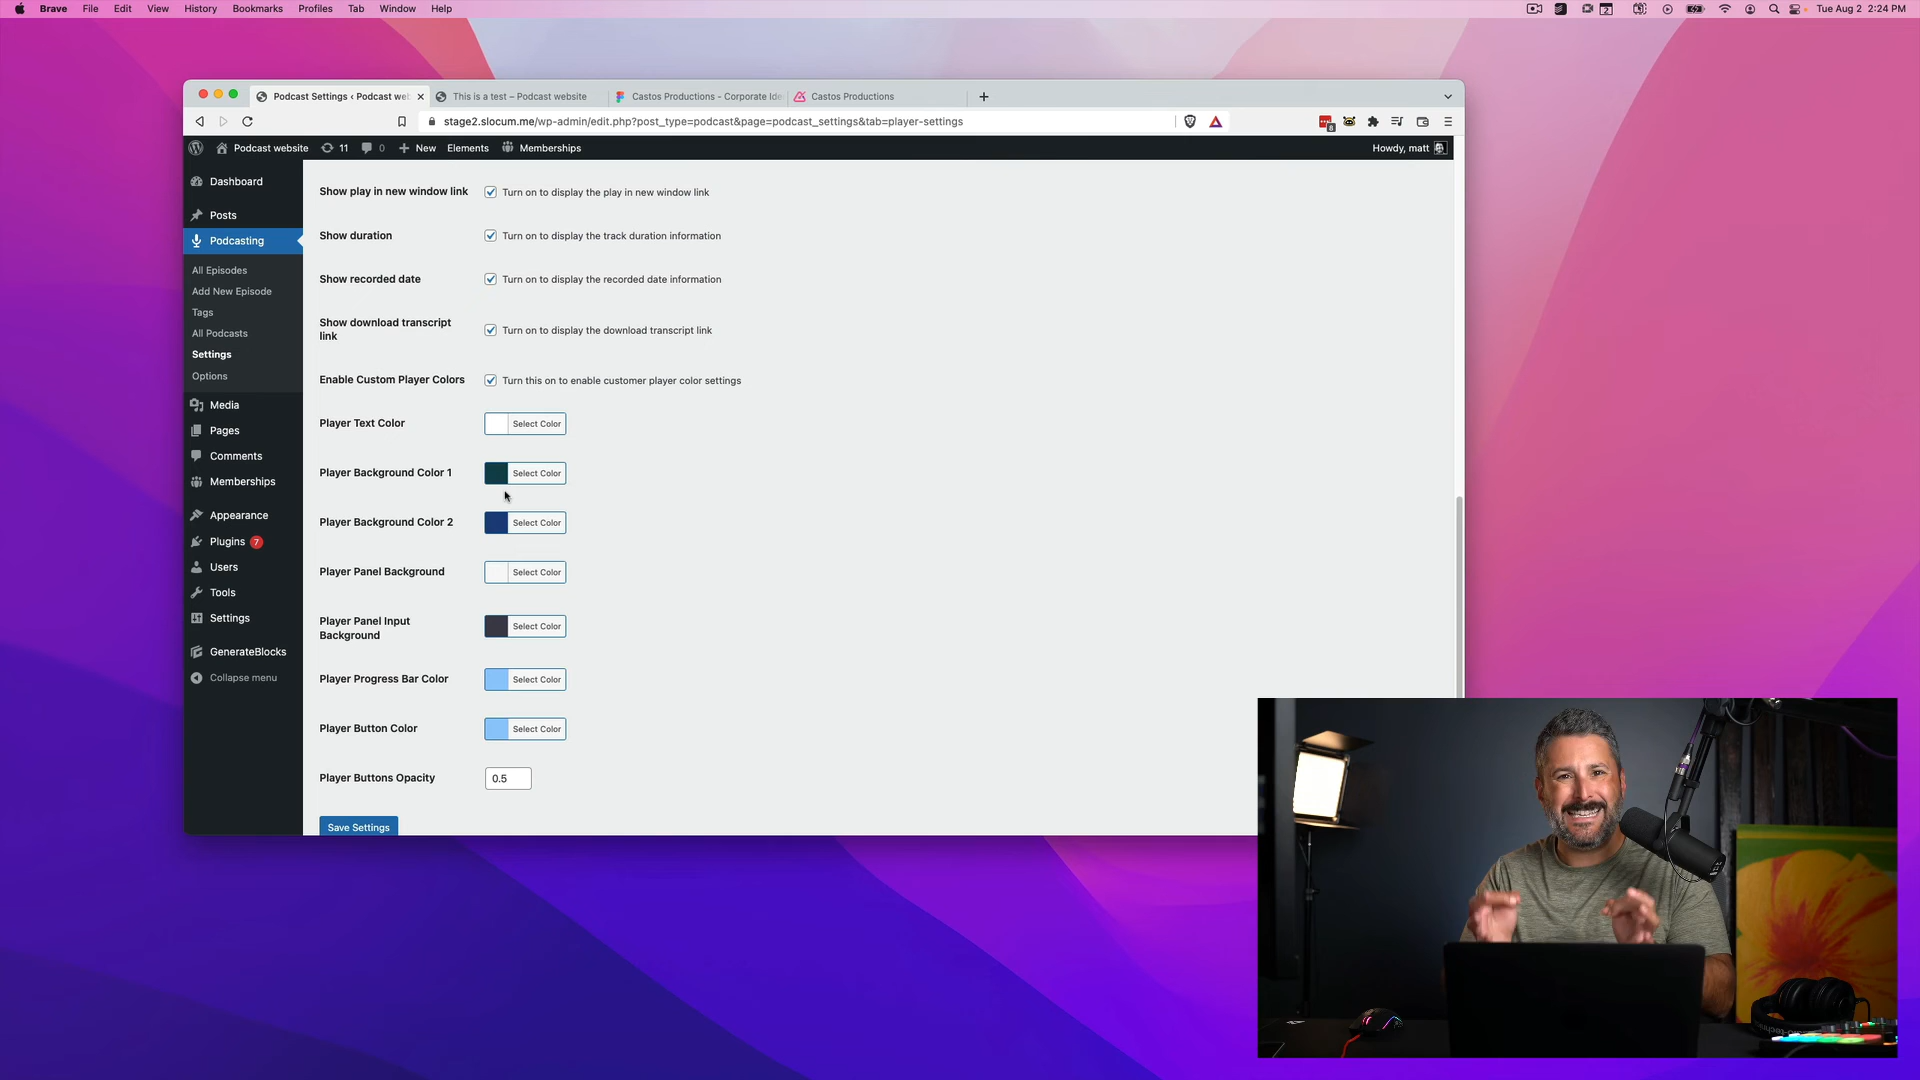 Brave File Edit View History Bookmarks Profiles Tab Window Help
2
Tue Aug 2 2:24 PM
Podcast Settings ‹ Podcast we
This is a test – Podcast website
Castos Productions - Corporate Ide
Castos Productions
stage2.slocum.me/wp-admin/edit.php?post_type=podcast&page=podcast_settings&tab=player-settings
8
Podcast website 11 0 New Elements Memberships
Howdy, matt
Dashboard
Posts
Podcasting
All Episodes
Add New Episode
Tags
All Podcasts
Settings
Options
Media
Pages
Comments
Memberships
Appearance
Plugins 7
Users
Tools
Settings
GenerateBlocks
Collapse menu
Show play in new window link
Turn on to display the play in new window link
Show duration
Turn on to display the track duration information
Show recorded date
Turn on to display the recorded date information
Show download transcript
link
Turn on to display the download transcript link
Enable Custom Player Colors
Turn this on to enable customer player color settings
Player Text Color
Select Color
Player Background Color 1
Select Color
Player Background Color 2
Select Color
Player Panel Background
Select Color
Player Panel Input
Background
Select Color
Player Progress Bar Color
Select Color
Player Button Color
Select Color
Player Buttons Opacity
0.5
Save Settings